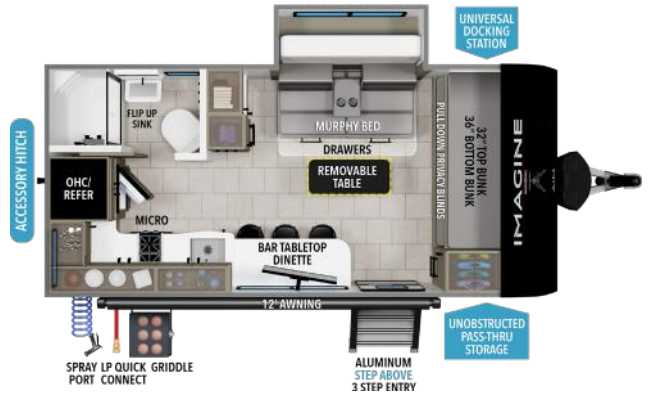 UNIVERSAL
DOCKING
STATION
FLIP UP
SINK
MURPHY BED
DRAWERS
REMOVABLE
TABLE
PULL DOWN PRIVACY BLINDS
32" TOP BUNK
36" BOTTOM BUNK
IMAGINE
ACCESSORY HITCH
OHC/
REFER
MICRO
BAR TABLETOP
DINETTE
12' AWNING
SPRAY
PORT
LP QUICK
CONNECT
GRIDDLE
ALUMINUM
STEP ABOVE
3 STEP ENTRY
UNOBSTRUCTED
PASS-THRU
STORAGE